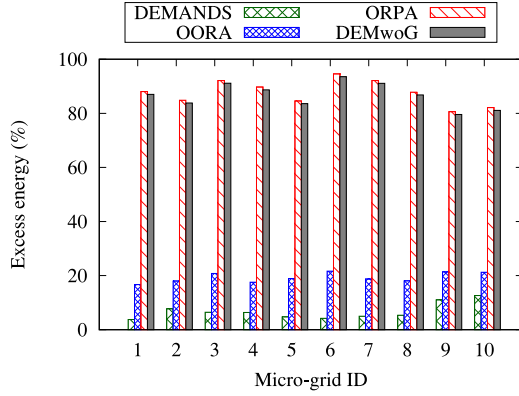 DEMANDS ORPA
OORA DEMwoG
Excess energy (%)
100
80
60
40
20
0
1 2 3 4 5 6 7 8 9 10
Micro-grid ID